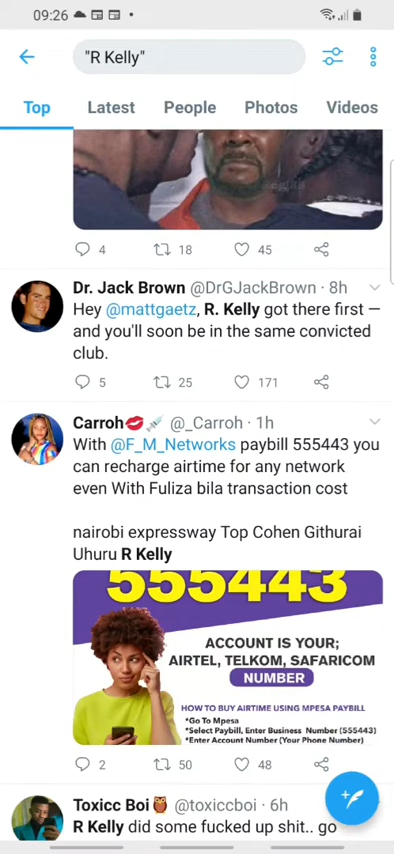 09:26
"R Kelly"
Top Latest People Photos Videos
4 18 45
Dr. Jack Brown @DrGJackBrown · 8h
Hey @mattgaetz, R. Kelly got there first —
and you'll soon be in the same convicted
club.
5 25 171
Carroh💋💉 @_Carroh · 1h
With @F_M_Networks paybill 555443 you
can recharge airtime for any network
even With Fuliza bila transaction cost
nairobi expressway Top Cohen Githurai
Uhuru R Kelly
555443
ACCOUNT IS YOUR;
AIRTEL, TELKOM, SAFARICOM
NUMBER
HOW TO BUY AIRTIME USING MPESA PAYBILL
*Go To Mpesa
*Select Paybill, Enter Business Number (555443)
*Enter Account Number (Your Phone Number)
2 50 48
Toxicc Boi🦉 @toxiccboi · 6h
R Kelly did some fucked up shit.. go